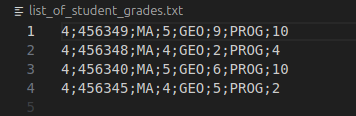 list_of_student_grades.txt
1 4;456349;MA;5;GEO;9;PROG;10
2 4;456348;MA;4;GEO;2;PROG;4
3 4;456340;MA;5;GEO;6;PROG;10
4 4;456345;MA;4;GEO;5;PROG;2
5